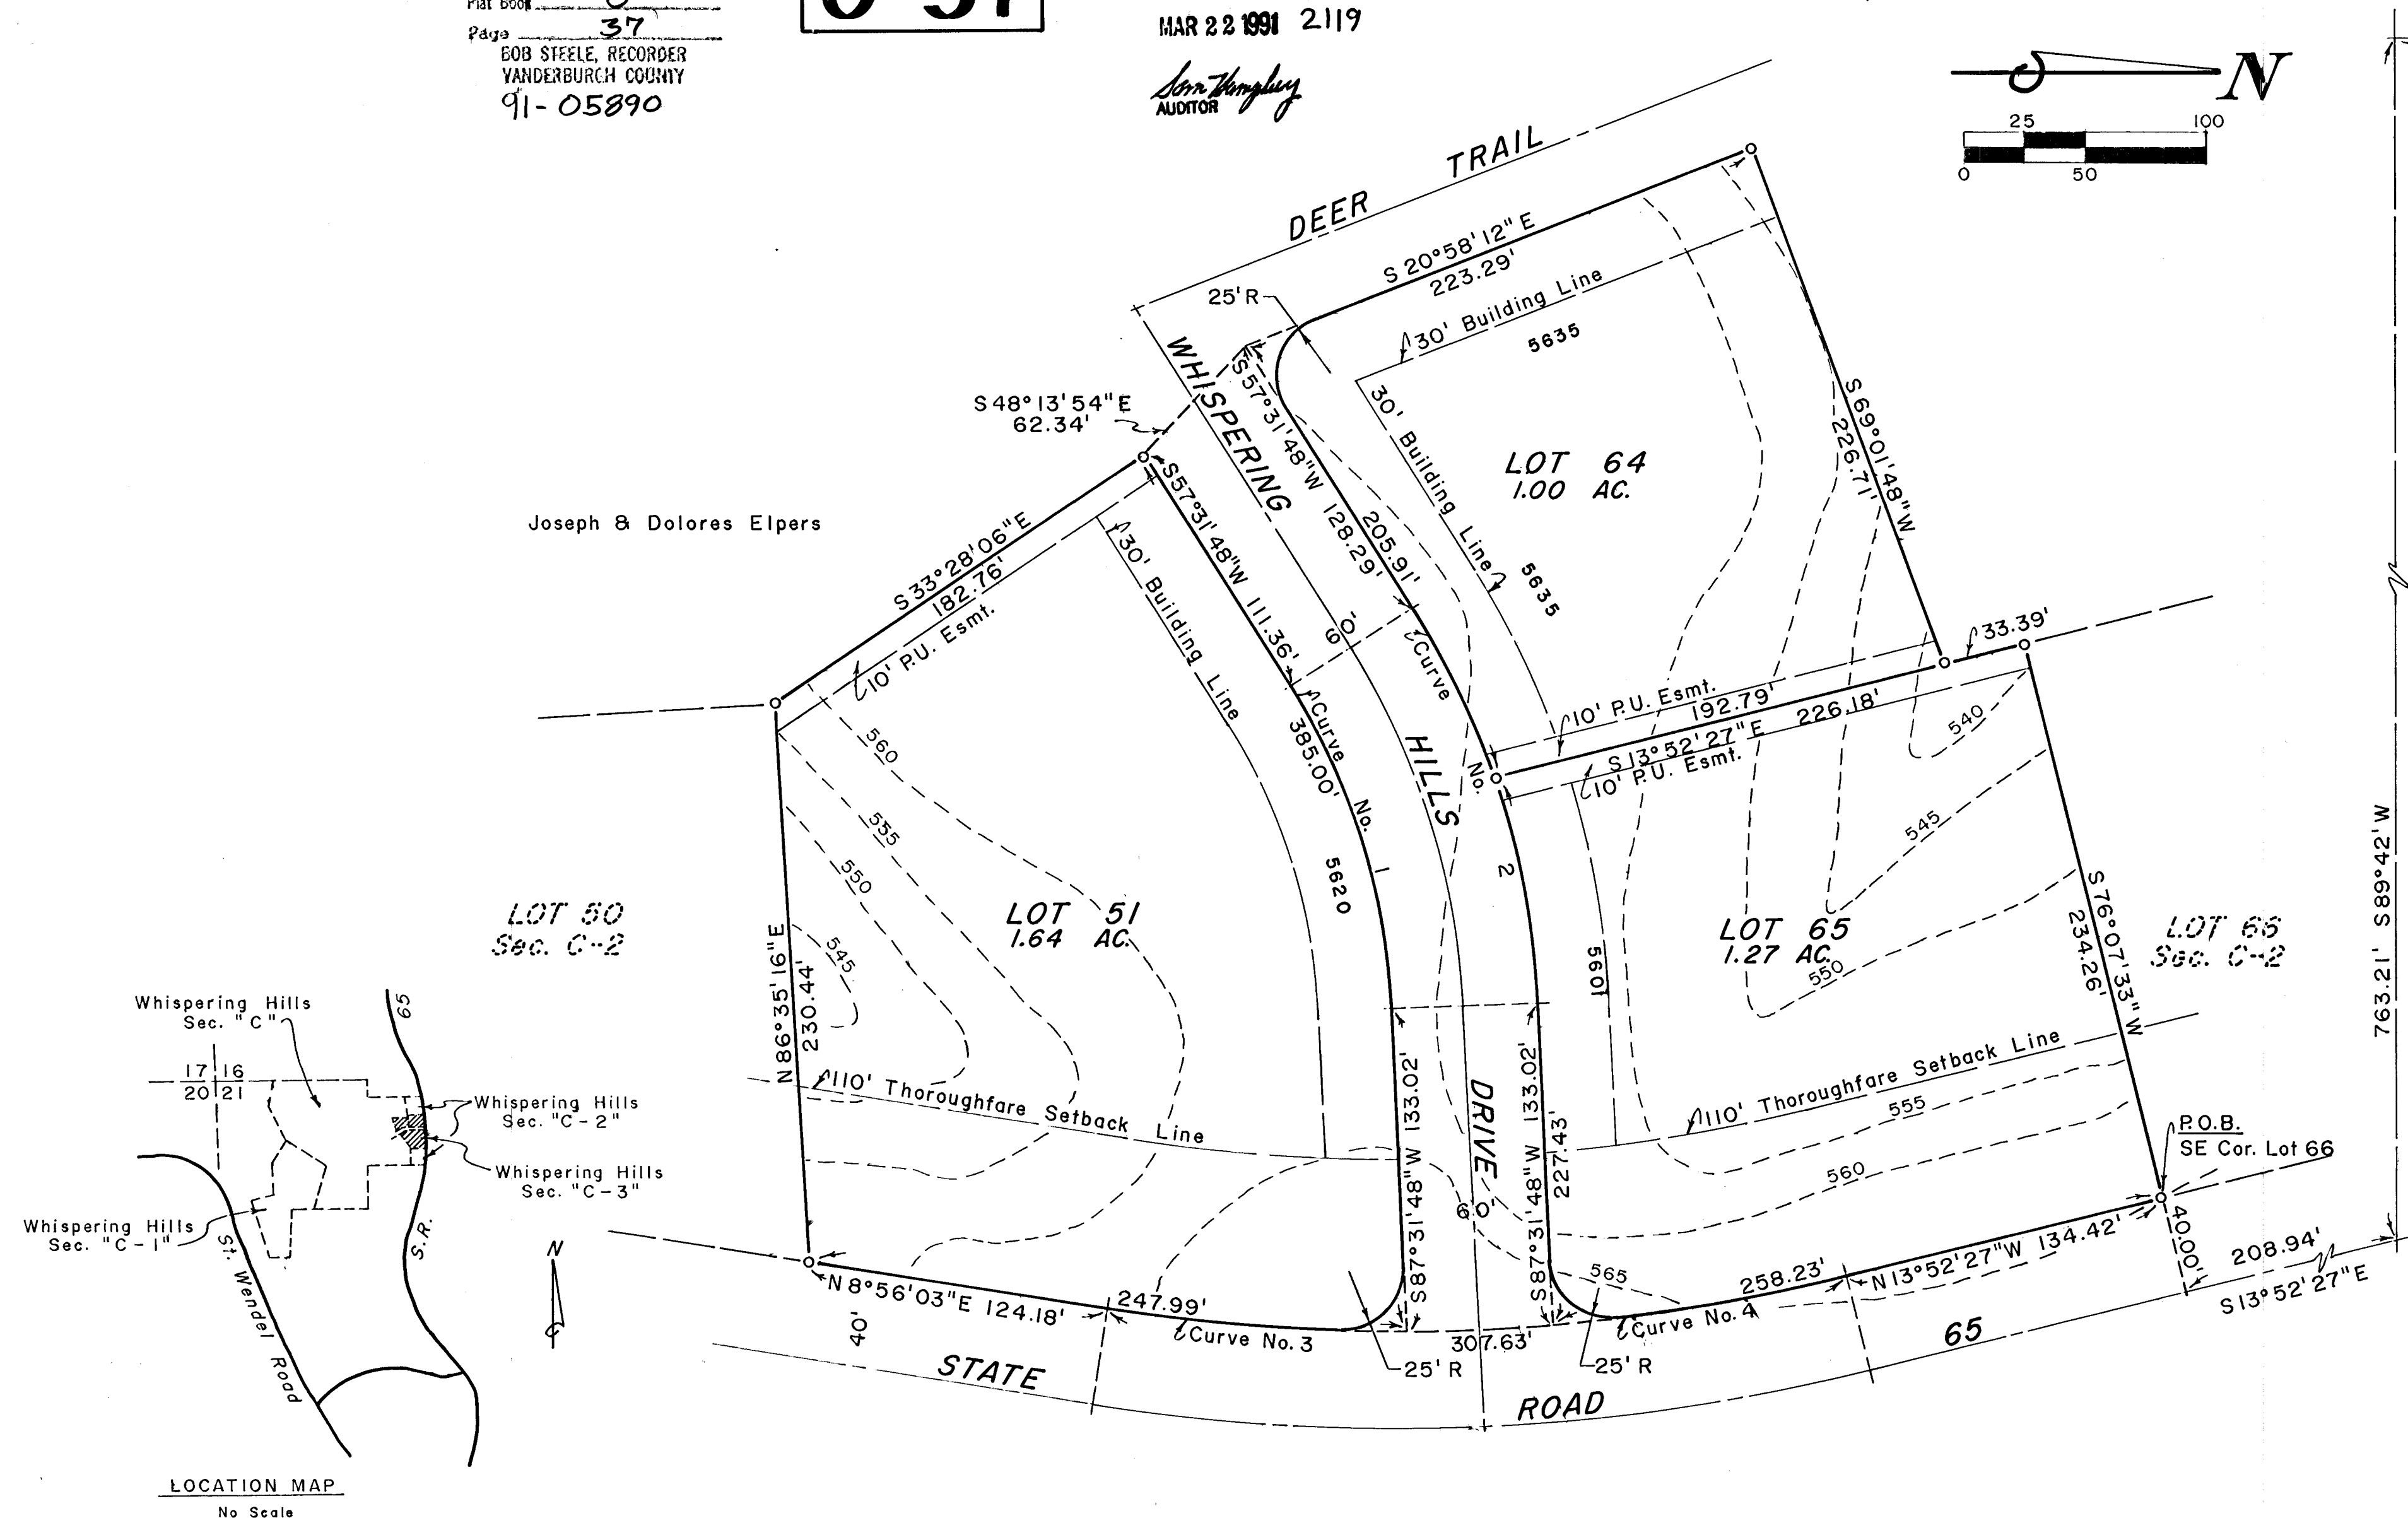 Plat Book
Page 37
BOB STEELE, RECORDER
VANDERBURGH COUNTY
91-05890
MAR 22 1991 2119
AUDITOR
N
25 100
0 50
DEER TRAIL
S 20°58'12" E
223.29'
25' R
30' Building Line
5635
WHISPERING HILLS DRIVE
S 48°13'54" E
62.34'
S 57°31'48" W 128.29'
205.91'
30' Building Line
5635
LOT 64
1.00 AC.
S 69°01'48" W
226.71'
Joseph & Dolores Elpers
S 33°28'06" E
182.76'
10' P.U. Esmt.
30' Building Line
S 57°31'48" W 111.36'
60'
Curve No. 1
385.00'
Curve No. 2
33.39'
10' P.U. Esmt.
192.79'
S 13°52'27" E 226.18'
10' P.U. Esmt.
540
545
550
555
560
565
560
555
550
545
5620
5601
LOT 50
Sec. C-2
LOT 51
1.64 AC.
LOT 65
1.27 AC.
LOT 66
Sec. C-2
N 86°35'16" E
230.44'
S 76°07'33" W
234.26'
763.21' S 89°42' W
110' Thoroughfare Setback Line
110' Thoroughfare Setback Line
S 87°31'48" W 133.02'
S 87°31'48" W 133.02'
227.43'
60'
P.O.B.
SE Cor. Lot 66
40.00'
208.94'
S 13°52'27" E
N 8°56'03" E 124.18'
247.99'
Curve No. 3
40'
307.63'
25' R
25' R
Curve No. 4
258.23'
N 13°52'27" W 134.42'
STATE ROAD 65
Whispering Hills
Sec. "C"
65
17 16
20 21
Whispering Hills
Sec. "C-2"
Whispering Hills
Sec. "C-3"
Whispering Hills
Sec. "C-1"
St. Wendel Road
S.R.
N
LOCATION MAP
No Scale